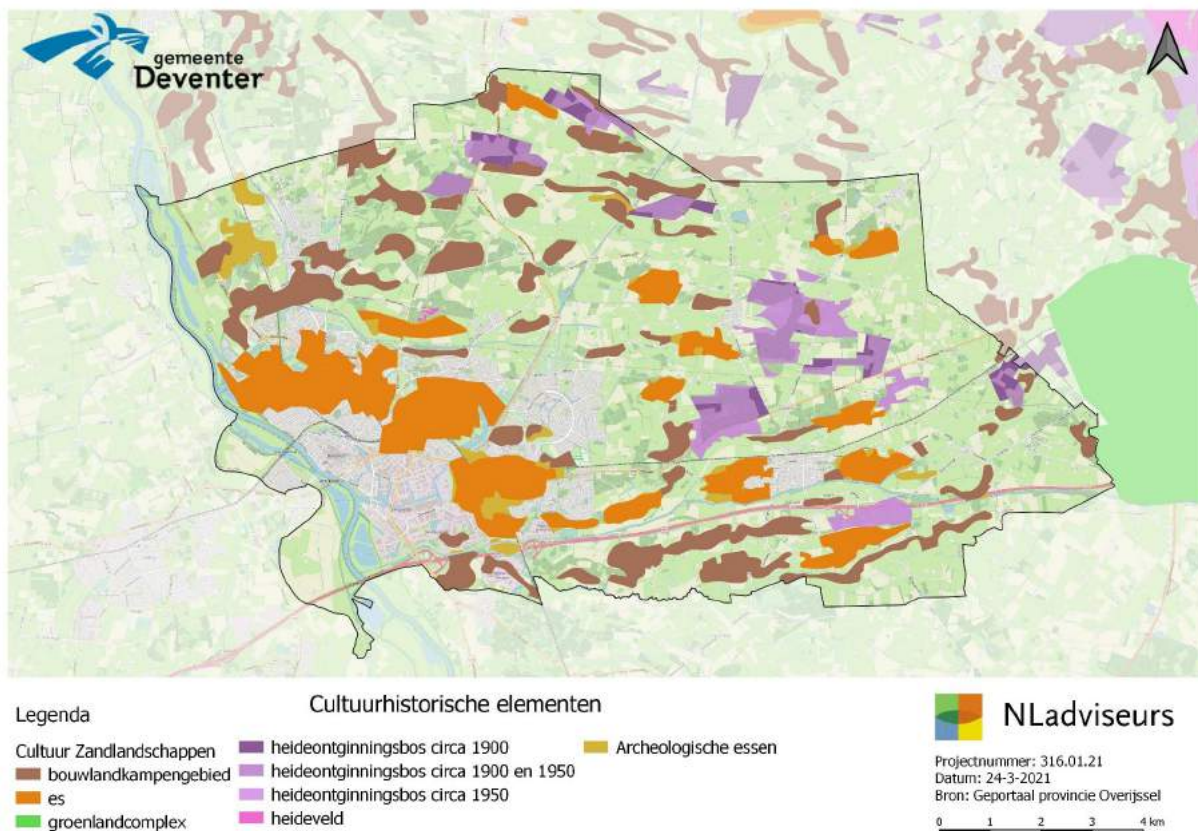 gemeente
Deventer
Legenda
Cultuurhistorische elementen
Cultuur Zandlandschappen
bouwlandkampengebied
es
groenlandcomplex
heideontginningsbos circa 1900
heideontginningsbos circa 1900 en 1950
heideontginningsbos circa 1950
heideveld
Archeologische essen
NLadviseurs
Projectnummer: 316.01.21
Datum: 24-3-2021
Bron: Geportaal provincie Overijssel
0 1 2 3 4 km